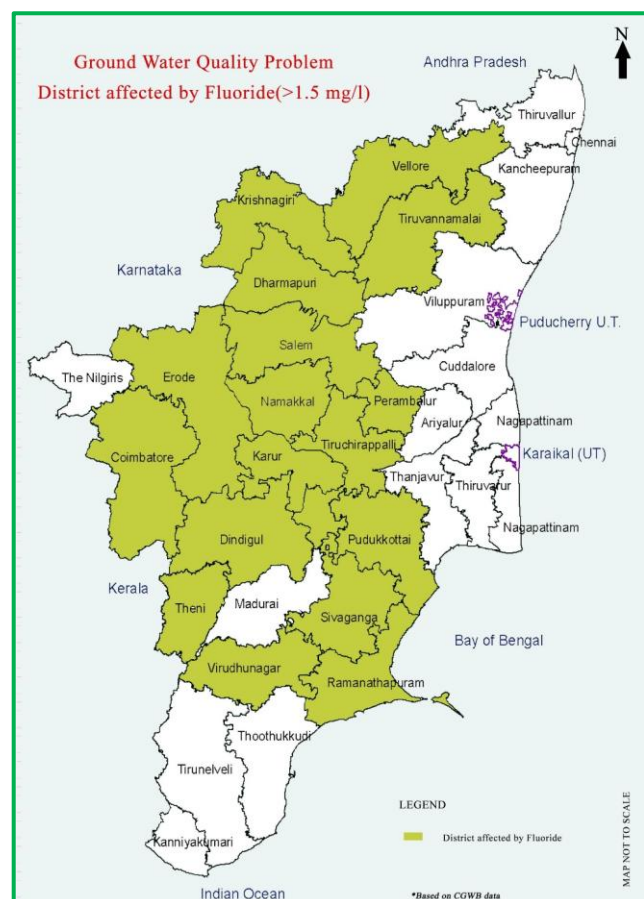 N
Ground Water Quality Problem
District affected by Fluoride(>1.5 mg/l)
Andhra Pradesh
Thiruvallur
Chennai
Kancheepuram
Vellore
Krishnagiri
Tiruvannamalai
Karnataka
Dharmapuri
Viluppuram
Puducherry U.T.
Salem
Cuddalore
The Nilgiris
Erode
Namakkal
Perambalur
Ariyalur
Nagapattinam
Coimbatore
Karur
Tiruchirappalli
Karaikal (UT)
Thanjavur
Thiruvarur
Nagapattinam
Dindigul
Pudukkottai
Kerala
Theni
Madurai
Sivaganga
Bay of Bengal
Virudhunagar
Ramanathapuram
Thoothukkudi
Tirunelveli
Kanniyakumari
Indian Ocean
LEGEND
District affected by Fluoride
*Based on CGWB data
MAP NOT TO SCALE